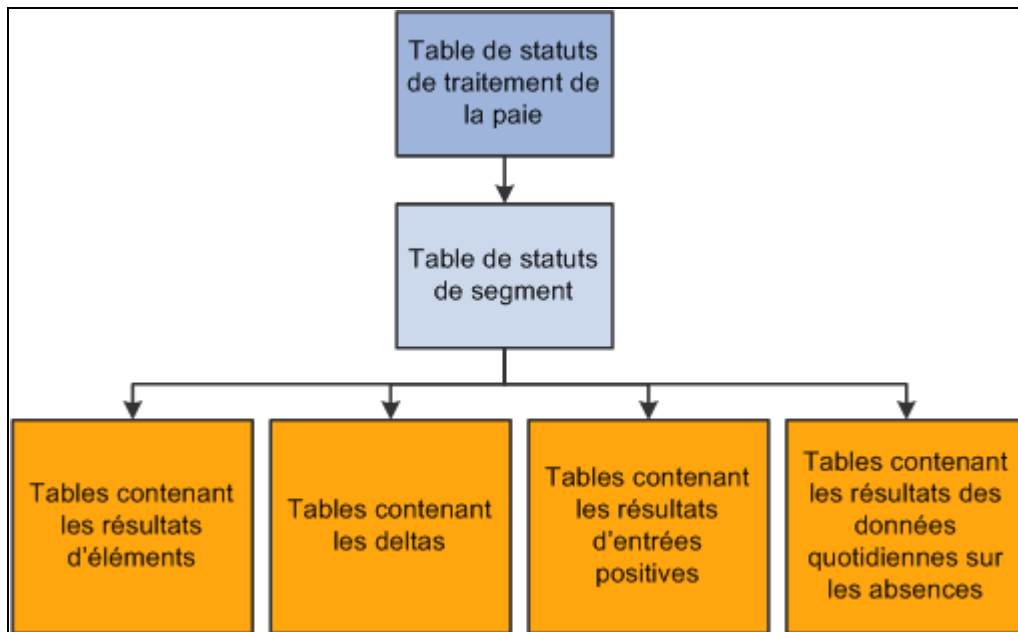 Table de statuts
de traitement de
la paie
Table de statuts
de segment
Tables contenant
les résultats
d'éléments
Tables contenant
les deltas
Tables contenant
les résultats
d'entrées
positives
Tables contenant
les résultats des
données
quotidiennes sur
les absences